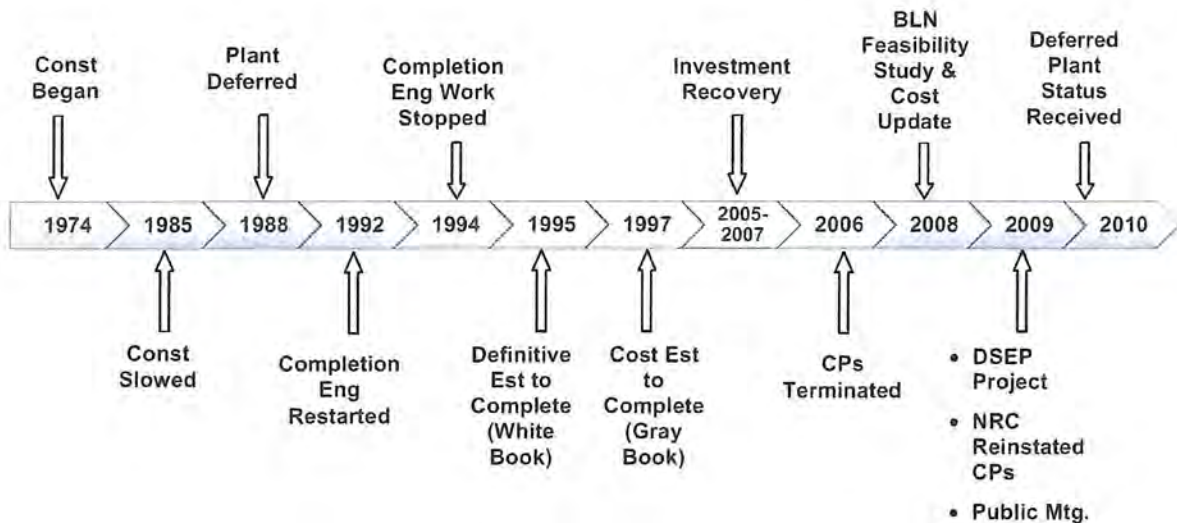 Const
Began
Plant
Deferred
Completion
Eng Work
Stopped
Investment
Recovery
BLN
Feasibility
Study &
Cost
Update
Deferred
Plant
Status
Received
1974
1985
1988
1992
1994
1995
1997
2005-
2007
2006
2008
2009
2010
Const
Slowed
Completion
Eng
Restarted
Definitive
Est to
Complete
(White
Book)
Cost Est
to
Complete
(Gray
Book)
CPs
Terminated
• DSEP
Project
• NRC
Reinstated
CPs
• Public Mtg.